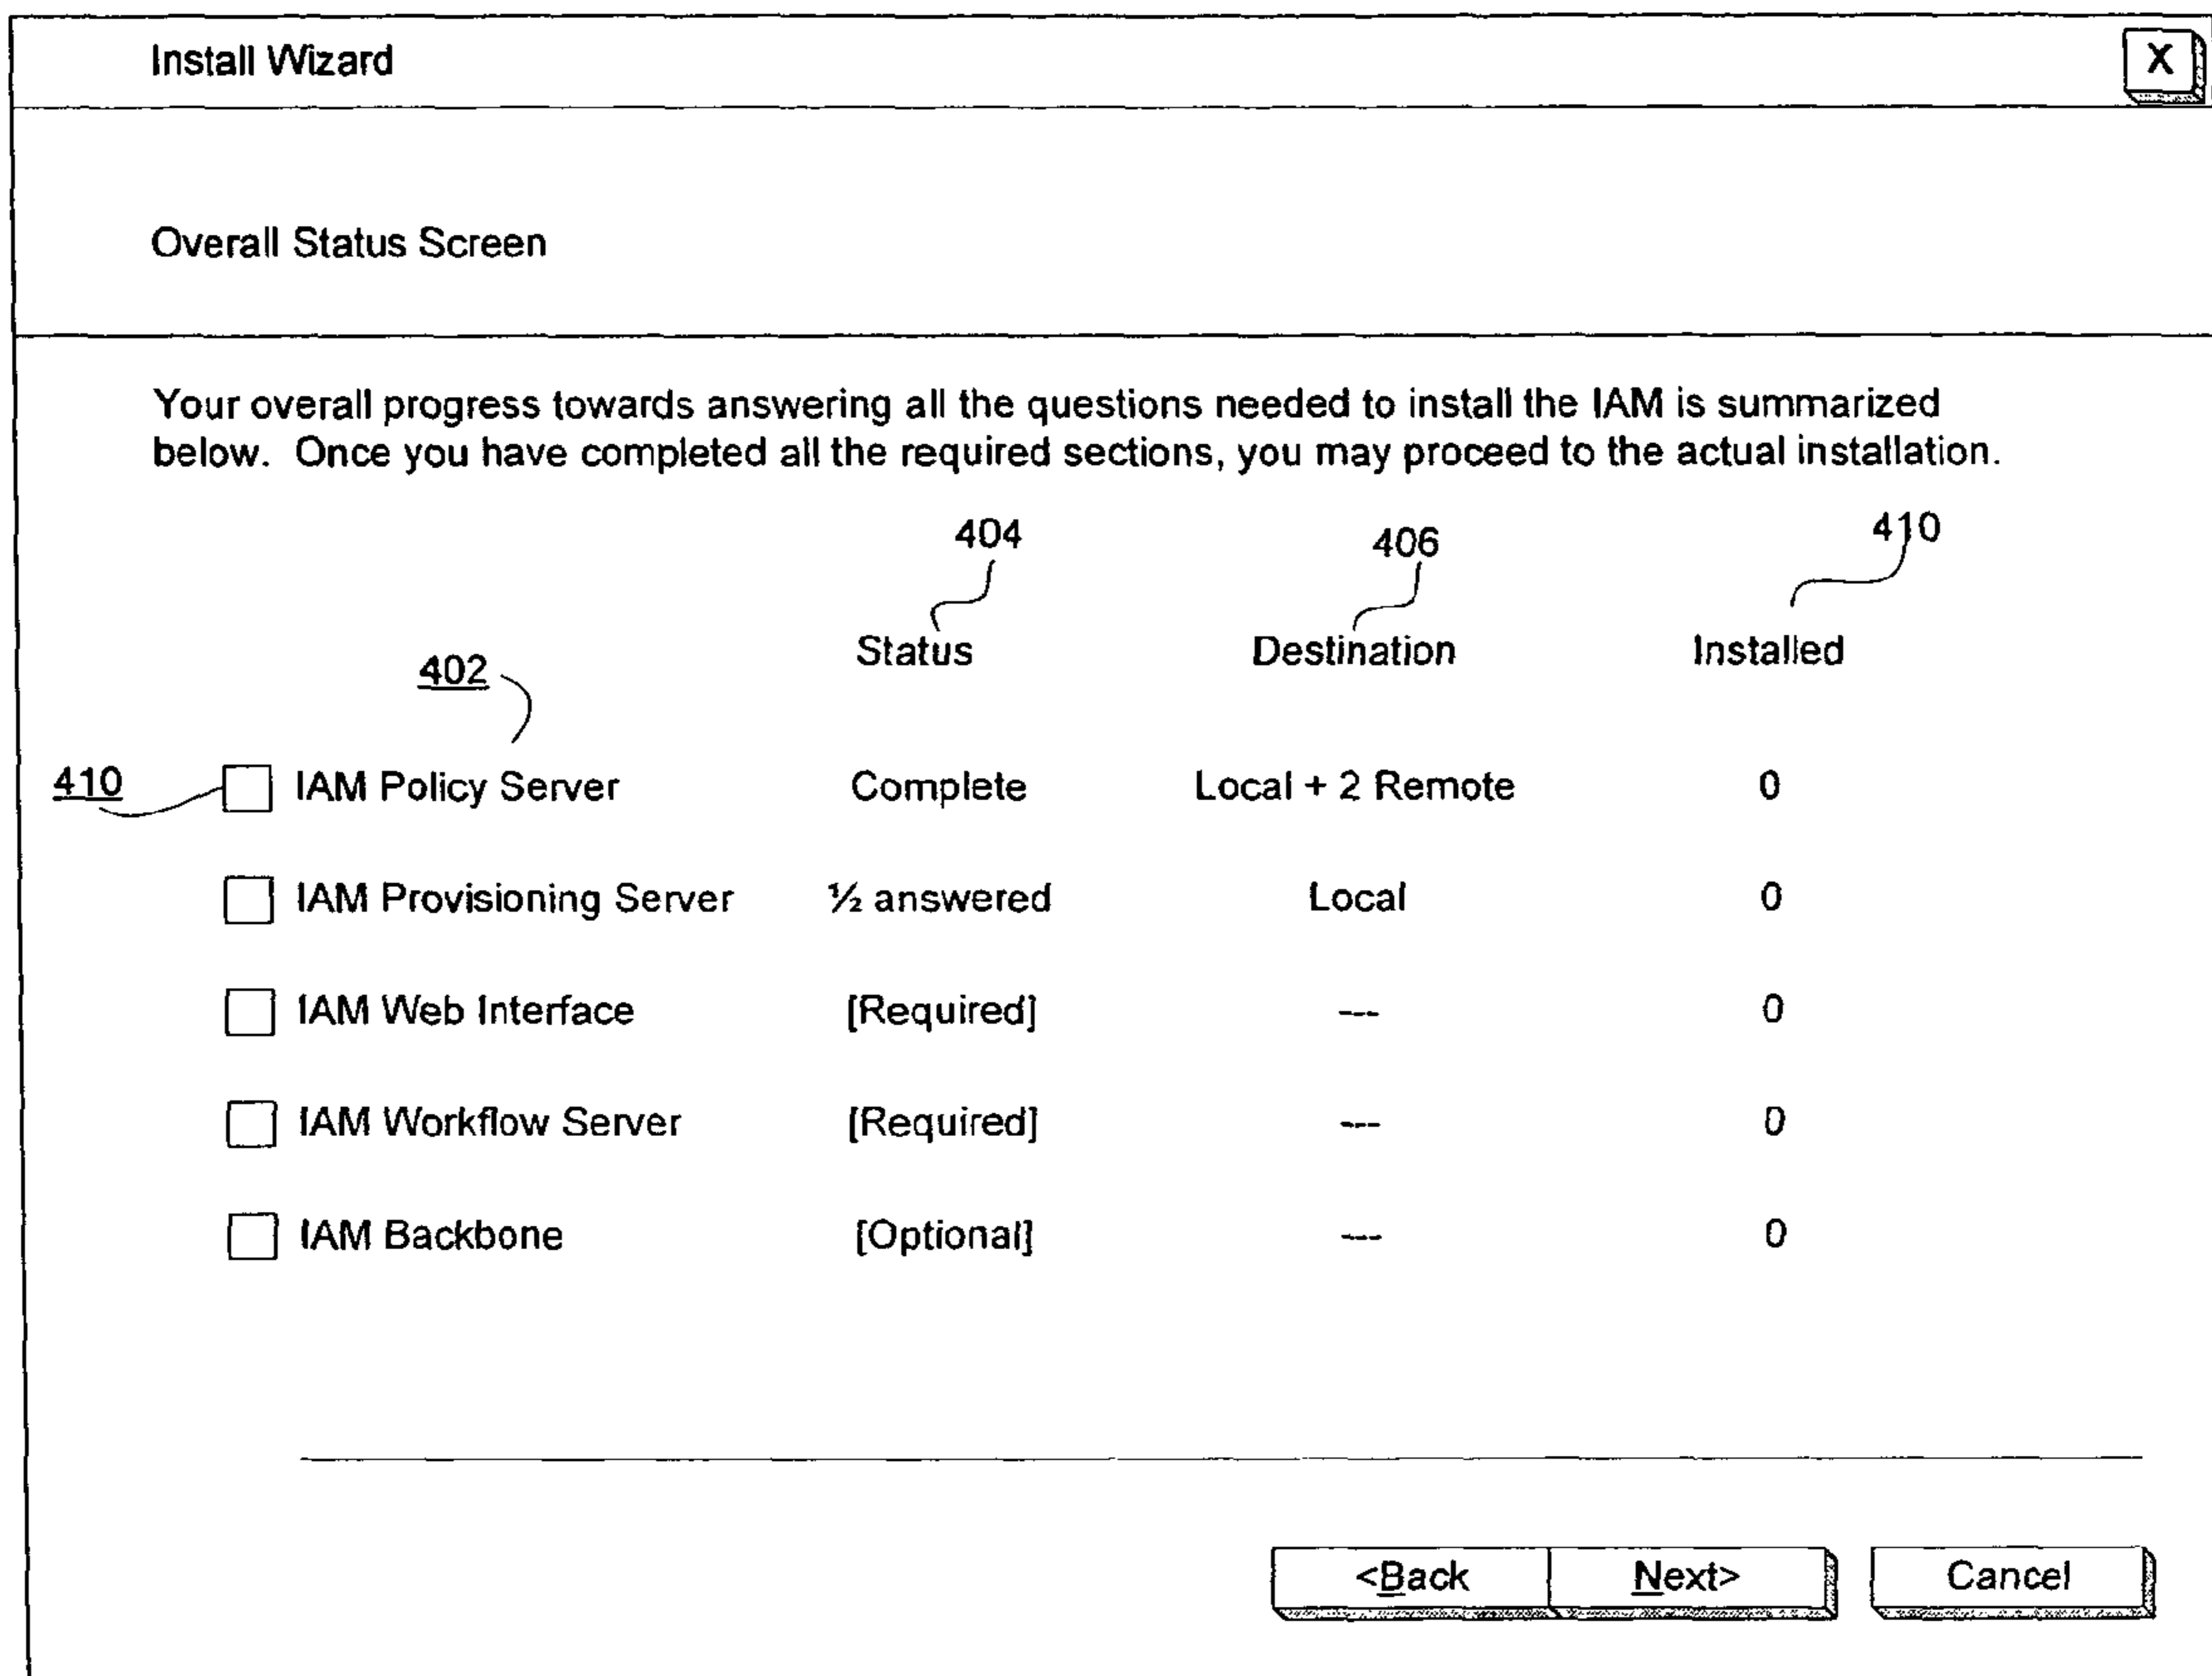 Install Wizard X
Overall Status Screen
Your overall progress towards answering all the questions needed to install the IAM is summarized
below. Once you have completed all the required sections, you may proceed to the actual installation.
404 406 410
Status Destination Installed
402
410 IAM Policy Server Complete Local + 2 Remote 0
IAM Provisioning Server ½ answered Local 0
IAM Web Interface [Required] --- 0
IAM Workflow Server [Required] --- 0
IAM Backbone [Optional] --- 0
<Back Next> Cancel